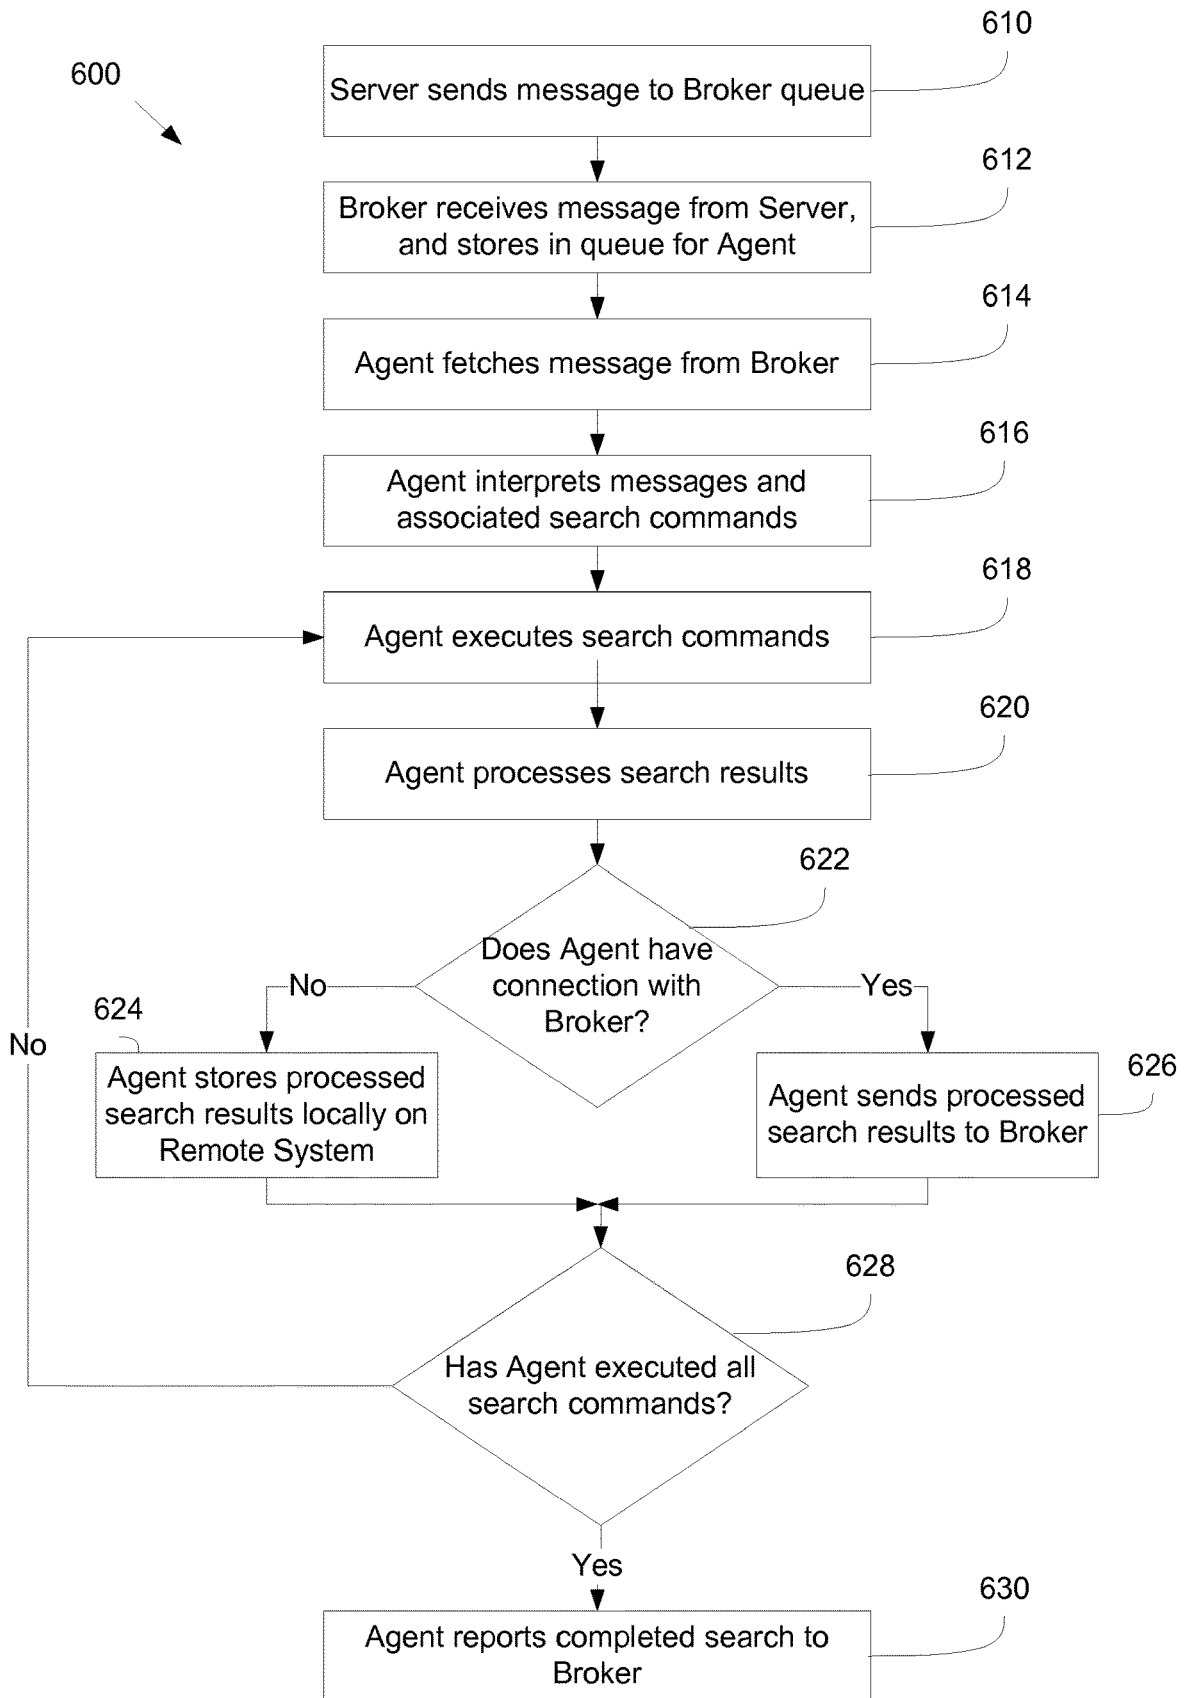 610
600
Server sends message to Broker queue
612
Broker receives message from Server,
and stores in queue for Agent
614
Agent fetches message from Broker
616
Agent interprets messages and
associated search commands
618
Agent executes search commands
620
Agent processes search results
622
Does Agent have
connection with
Broker?
No
Yes
624
No
Agent stores processed
search results locally on
Remote System
626
Agent sends processed
search results to Broker
628
Has Agent executed all
search commands?
Yes
630
Agent reports completed search to
Broker